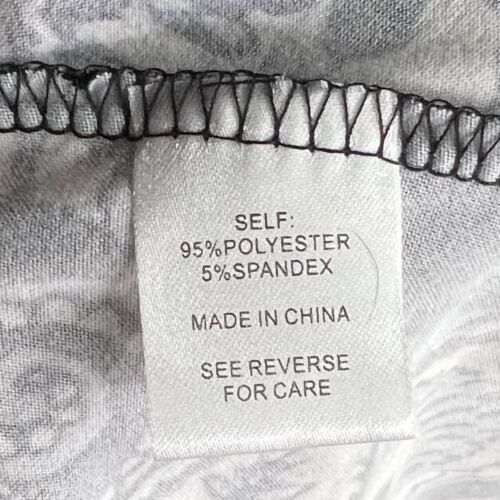 SELF:
95%POLYESTER
5%SPANDEX
MADE IN CHINA
SEE REVERSE
FOR CARE